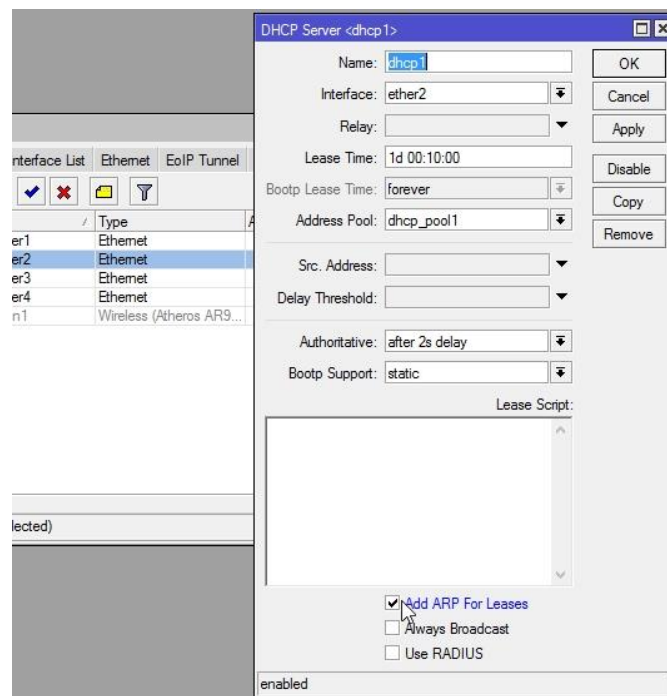 DHCP Server <dhcp1>
Name: dhcp1
Interface: ether2
Relay:
Lease Time: 1d 00:10:00
Bootp Lease Time: forever
Address Pool: dhcp_pool1
Src. Address:
Delay Threshold:
Authoritative: after 2s delay
Bootp Support: static
Lease Script:
Add ARP For Leases
Always Broadcast
Use RADIUS
enabled
OK
Cancel
Apply
Disable
Copy
Remove
nterface List Ethernet EoIP Tunnel
/ Type A
er1 Ethernet
er2 Ethernet
er3 Ethernet
er4 Ethernet
n1 Wireless (Atheros AR9...
lected)